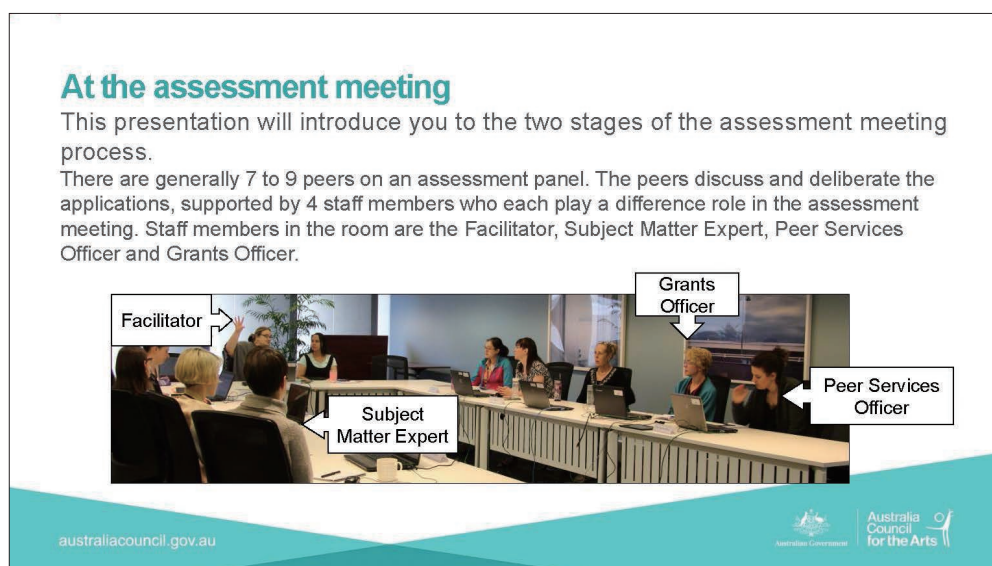 At the assessment meeting
This presentation will introduce you to the two stages of the assessment meeting
process.
There are generally 7 to 9 peers on an assessment panel. The peers discuss and deliberate the
applications, supported by 4 staff members who each play a difference role in the assessment
meeting. Staff members in the room are the Facilitator, Subject Matter Expert, Peer Services
Officer and Grants Officer.
Grants
Officer
Facilitator
Peer Services
Officer
Subject
Matter Expert
australiacouncil.gov.au
Australian Government
Australia
Council
for the Arts